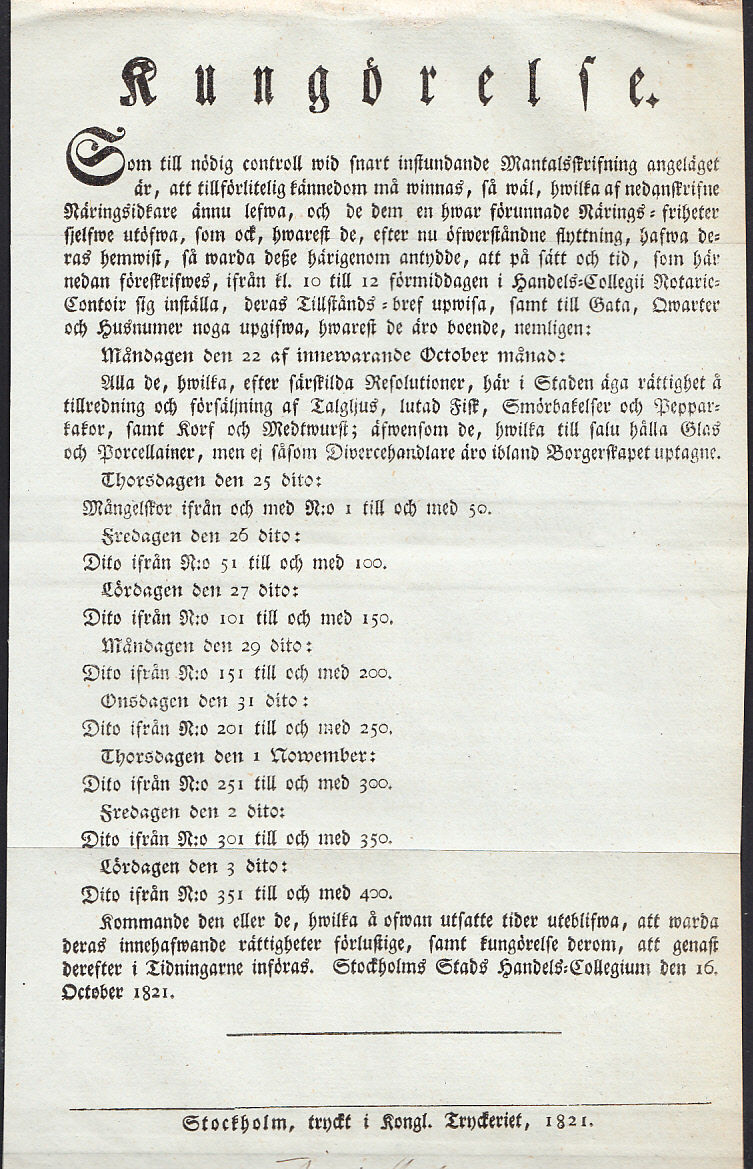 Kungörelse.
Som till nödig controll wid snart instundande Mantalsskrifning angeläget
är, att tillförlitelig kännedom må winnas, så wäl, hwilka af nedanskrifne
Näringsidkare ännu lefwa, och de dem en hwar förunnade Närings-friheter
sjelfwe utöfwa, som ock, hwarest de, efter nu öfwerståndne flyttning, hafwa de-
ras hemwist, så warda deße härigenom antydde, att på sätt och tid, som här
nedan föreskrifwes, ifrån kl. 10 till 12 förmiddagen i Handels-Collegii Notarie-
Contoir sig inställa, deras Tillstånds-bref upwisa, samt till Gata, Qwarter
och Husnumer noga upgifwa, hwarest de äro boende, nemligen:
Måndagen den 22 af innewarande October månad:
Alla de, hwilka, efter särskilda Resolutioner, här i Staden äga rättighet å
tillredning och försäljning af Talgljus, lutad Fisk, Smörbakelser och Peppar-
kakor, samt Korf och Medtwurst; äfwensom de, hwilka till salu hålla Glas
och Porcellainer, men ej såsom Divercehandlare äro ibland Borgerskapet uptagne.
Thorsdagen den 25 dito:
Mångelskor ifrån och med N:o 1 till och med 50.
Fredagen den 26 dito:
Dito ifrån N:o 51 till och med 100.
Lördagen den 27 dito:
Dito ifrån N:o 101 till och med 150.
Måndagen den 29 dito:
Dito ifrån N:o 151 till och med 200.
Onsdagen den 31 dito:
Dito ifrån N:o 201 till och med 250.
Thorsdagen den 1 November:
Dito ifrån N:o 251 till och med 300.
Fredagen den 2 dito:
Dito ifrån N:o 301 till och med 350.
Lördagen den 3 dito:
Dito ifrån N:o 351 till och med 400.
Kommande den eller de, hwilka å ofwan utsatte tider uteblifwa, att warda
deras innehafwande rättigheter förlustige, samt kungörelse derom, att genast
derefter i Tidningarne införas. Stockholms Stads Handels-Collegium den 16.
October 1821.
Stockholm, tryckt i Kongl. Tryckeriet, 1821.